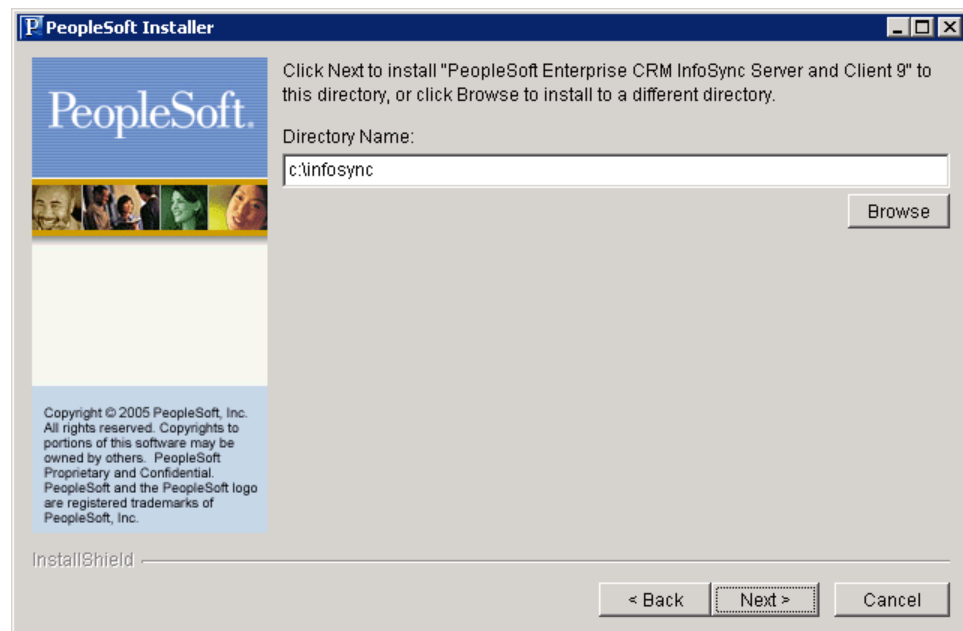 PeopleSoft Installer
PeopleSoft.
Click Next to install "PeopleSoft Enterprise CRM InfoSync Server and Client 9" to
this directory, or click Browse to install to a different directory.
Directory Name:
c:\infosync
Browse
Copyright © 2005 PeopleSoft, Inc.
All rights reserved. Copyrights to
portions of this software may be
owned by others. PeopleSoft
Proprietary and Confidential.
PeopleSoft and the PeopleSoft logo
are registered trademarks of
PeopleSoft, Inc.
InstallShield
< Back
Next >
Cancel